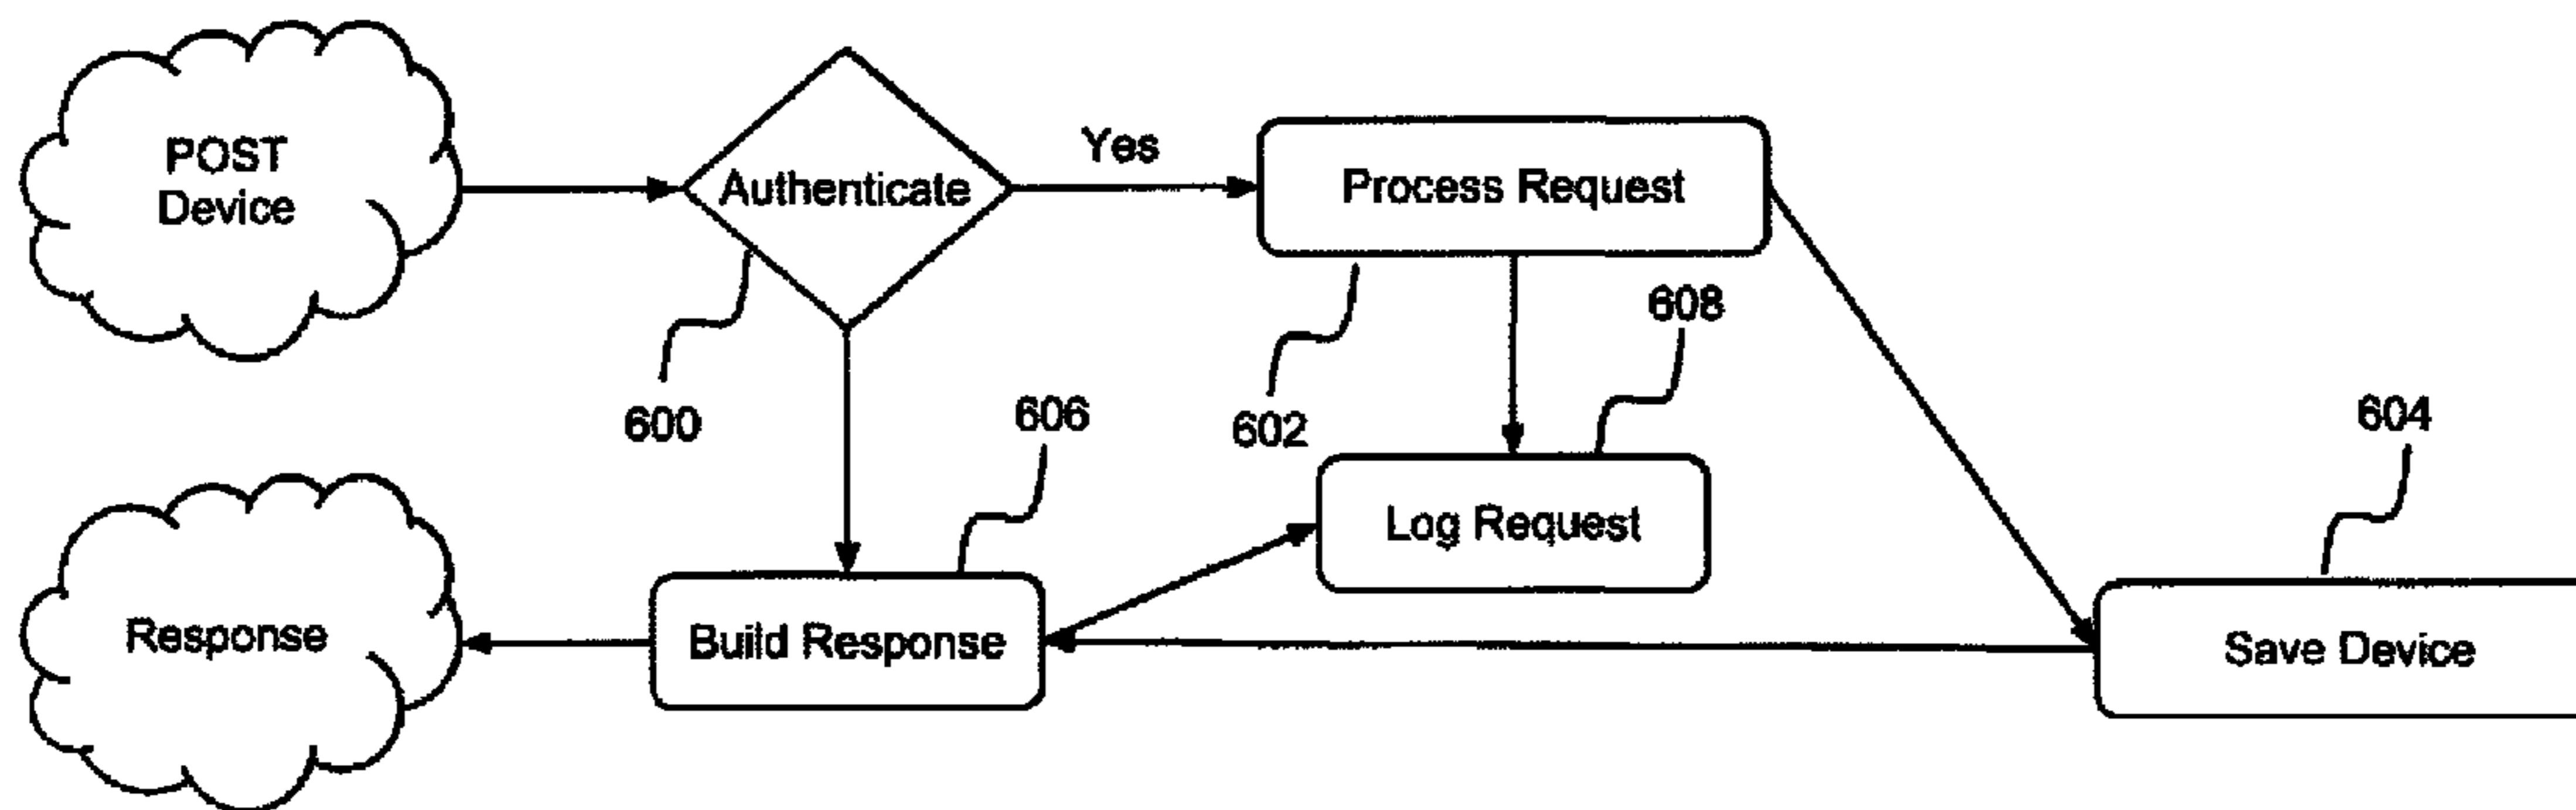 POST
Device
Authenticate
Yes
Process Request
600
606
602
608
604
Log Request
Response
Build Response
Save Device